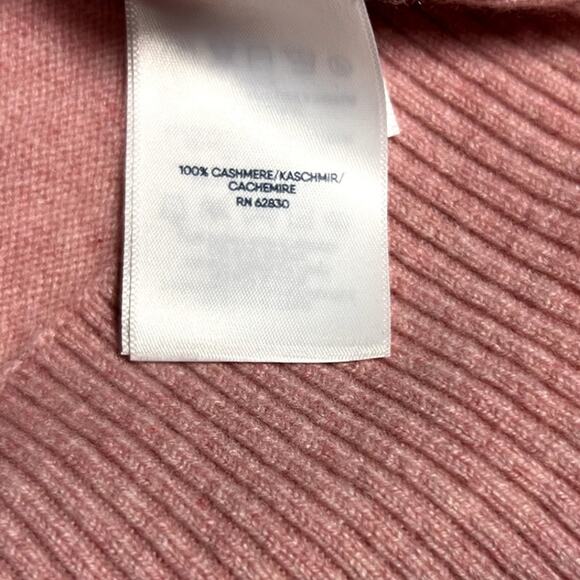 100% CASHMERE/KASCHMIR/
CACHEMIRE
RN 62830